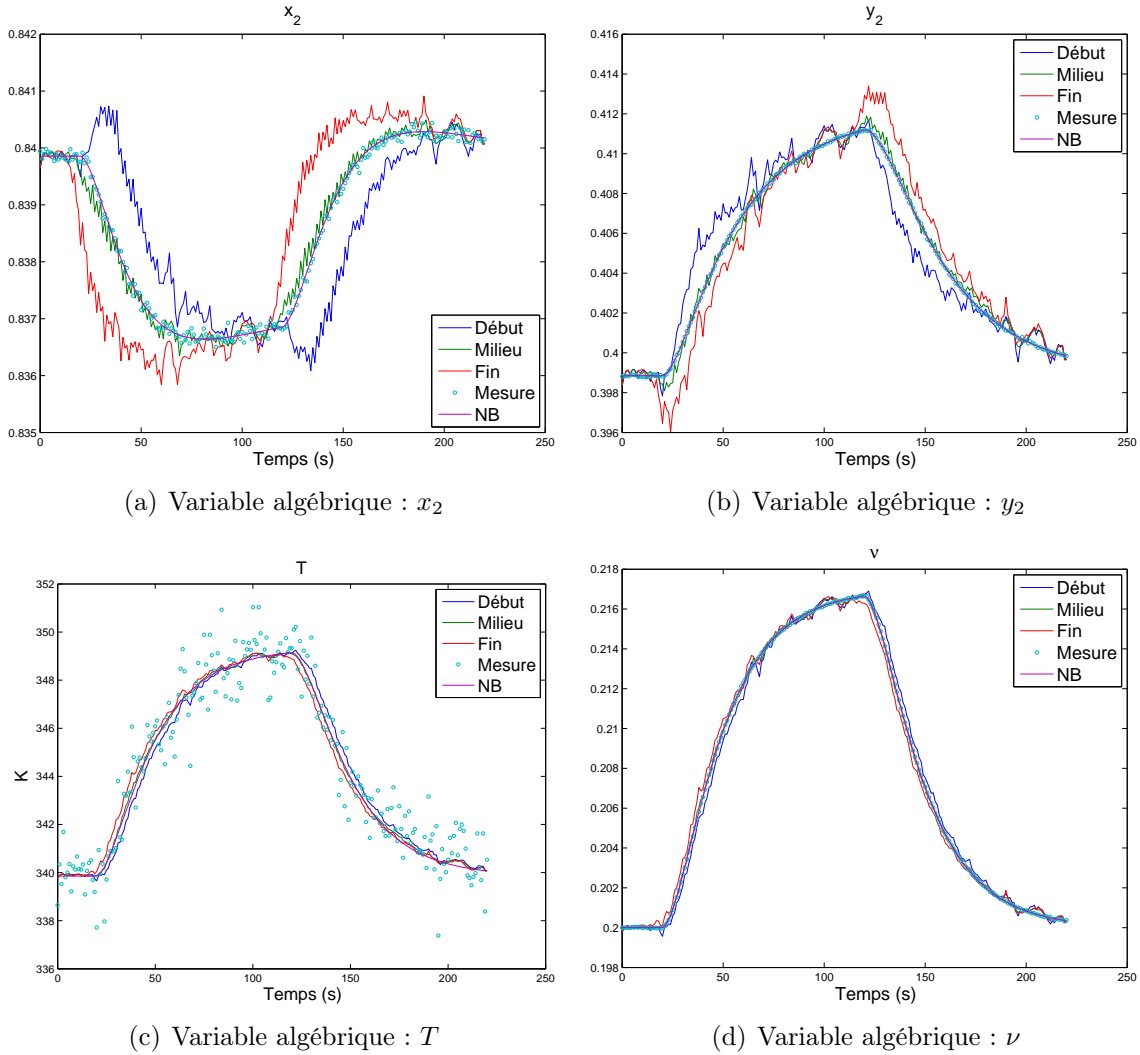 x2
0.842
0.841
0.84
0.839
0.838
0.837
0.836
0.835
0 50 100 150 200 250
Temps (s)
Début
Milieu
Fin
Mesure
NB
(a) Variable algébrique : x2
y2
0.416
0.414
0.412
0.41
0.408
0.406
0.404
0.402
0.4
0.398
0.396
0 50 100 150 200 250
Temps (s)
Début
Milieu
Fin
Mesure
NB
(b) Variable algébrique : y2
T
K
352
350
348
346
344
342
340
338
336
0 50 100 150 200 250
Temps (s)
Début
Milieu
Fin
Mesure
NB
(c) Variable algébrique : T
ν
0.218
0.216
0.214
0.212
0.21
0.208
0.206
0.204
0.202
0.2
0.198
0 50 100 150 200 250
Temps (s)
Début
Milieu
Fin
Mesure
NB
(d) Variable algébrique : ν